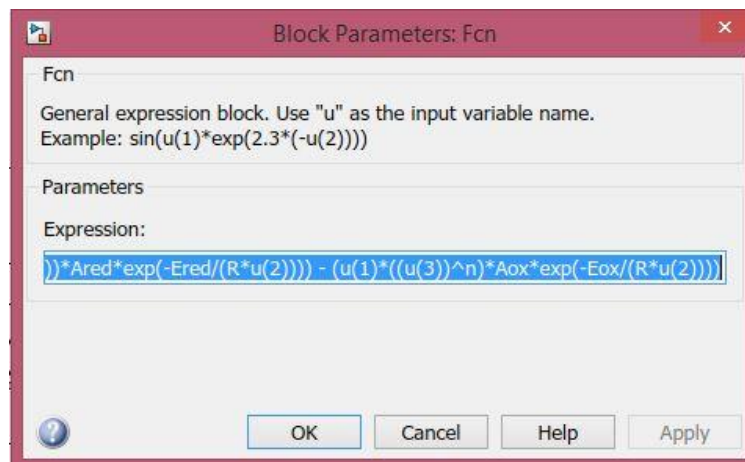 Block Parameters: Fcn
Fcn
General expression block. Use "u" as the input variable name.
Example: sin(u(1)*exp(2.3*(-u(2))))
Parameters
Expression:
))*Ared*exp(-Ered/(R*u(2)))) - (u(1)*((u(3))^n)*Aox*exp(-Eox/(R*u(2))))
OK Cancel Help Apply